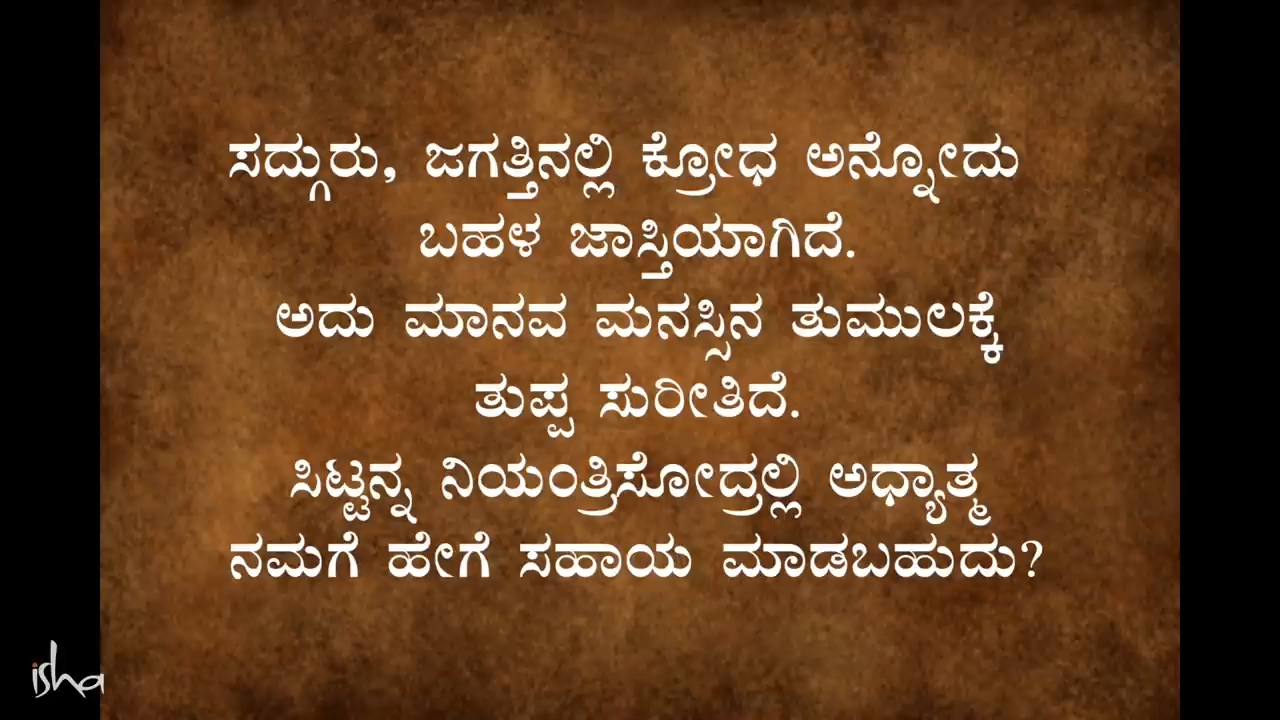 ಸದ್ಗುರು, ಜಗತ್ತಿನಲ್ಲಿ ಕ್ರೋಧ ಅನ್ನೋದು
ಬಹಳ ಜಾಸ್ತಿಯಾಗಿದೆ.
ಅದು ಮಾನವ ಮನಸ್ಸಿನ ತುಮುಲಕ್ಕೆ
ತುಪ್ಪ ಸುರೀತಿದೆ.
ಸಿಟ್ಟನ್ನ ನಿಯಂತ್ರಿಸೋದ್ರಲ್ಲಿ ಅಧ್ಯಾತ್ಮ
ನಮಗೆ ಹೇಗೆ ಸಹಾಯ ಮಾಡಬಹುದು?
isha